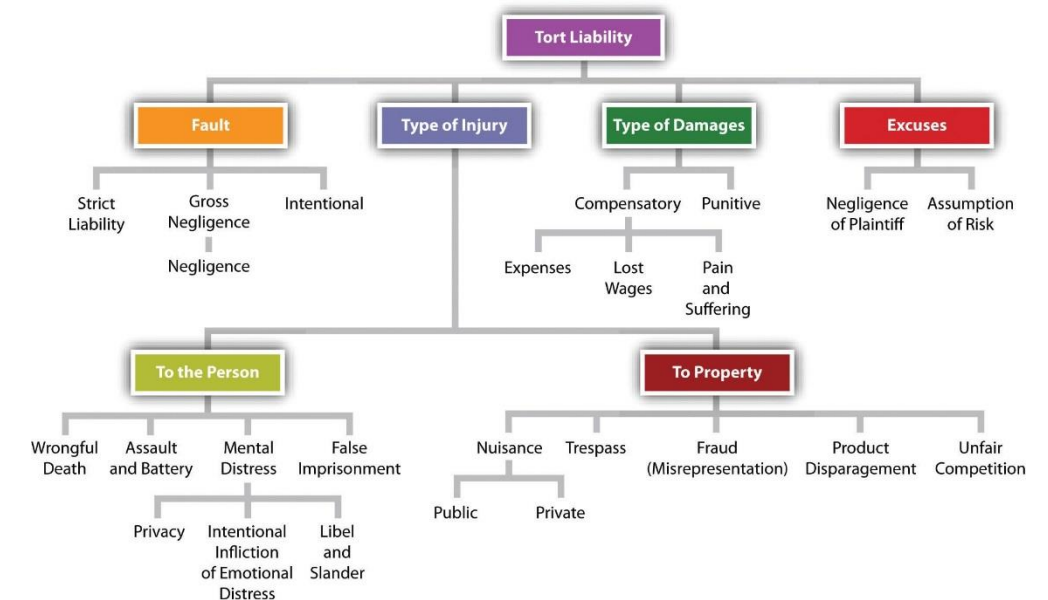 Tort Liability
Fault
Type of Injury
Type of Damages
Excuses
Strict
Liability
Gross
Negligence
Negligence
Intentional
Compensatory
Punitive
Expenses
Lost
Wages
Pain
and
Suffering
Negligence
of Plaintiff
Assumption
of Risk
To the Person
To Property
Wrongful
Death
Assault
and Battery
Mental
Distress
False
Imprisonment
Privacy
Intentional
Infliction
of Emotional
Distress
Libel
and
Slander
Nuisance
Trespass
Fraud
(Misrepresentation)
Product
Disparagement
Unfair
Competition
Public
Private